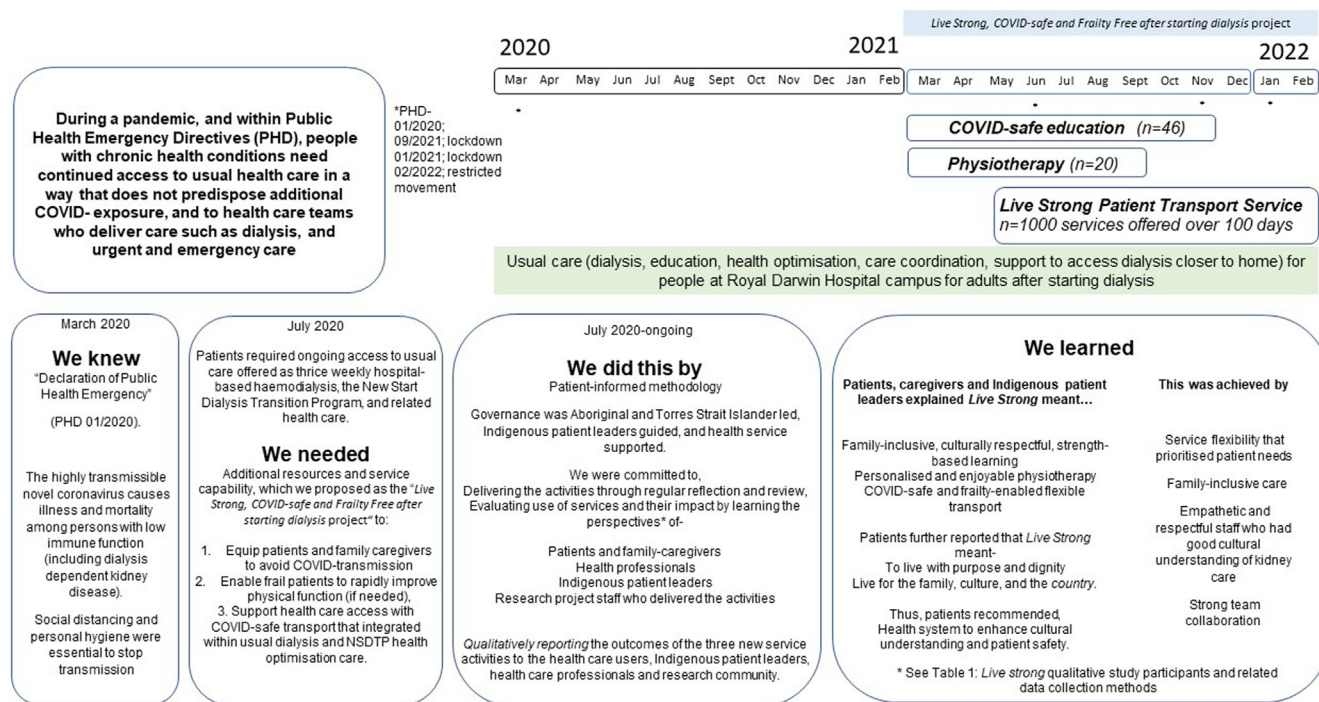 Live Strong, COVID-safe and Frailty Free after starting dialysis project
2020
2021
2022
Mar Apr May Jun Jul Aug Sept Oct Nov Dec Jan Feb Mar Apr May Jun Jul Aug Sept Oct Nov Dec Jan Feb
During a pandemic, and within Public
Health Emergency Directives (PHD), people
with chronic health conditions need
continued access to usual health care in a
way that does not predispose additional
COVID- exposure, and to health care teams
who deliver care such as dialysis, and
urgent and emergency care
*PHD-
01/2020;
09/2021; lockdown
01/2021; lockdown
02/2022; restricted
movement
COVID-safe education (n=46)
Physiotherapy (n=20)
Live Strong Patient Transport Service
n=1000 services offered over 100 days
Usual care (dialysis, education, health optimisation, care coordination, support to access dialysis closer to home) for
people at Royal Darwin Hospital campus for adults after starting dialysis
March 2020
We knew
“Declaration of Public
Health Emergency”
(PHD 01/2020).
The highly transmissible
novel coronavirus causes
illness and mortality
among persons with low
immune function
(including dialysis
dependent kidney
disease).
Social distancing and
personal hygiene were
essential to stop
transmission
July 2020
Patients required ongoing access to usual
care offered as thrice weekly hospital-
based haemodialysis, the New Start
Dialysis Transition Program, and related
health care.
We needed
Additional resources and service
capability, which we proposed as the “Live
Strong, COVID-safe and Frailty Free after
starting dialysis project” to:
1. Equip patients and family caregivers
to avoid COVID-transmission
2. Enable frail patients to rapidly improve
physical function (if needed),
3. Support health care access with
COVID-safe transport that integrated
within usual dialysis and NSDTP health
optimisation care.
July 2020-ongoing
We did this by
Patient-informed methodology
Governance was Aboriginal and Torres Strait Islander led,
Indigenous patient leaders guided, and health service
supported.
We were committed to,
Delivering the activities through regular reflection and review,
Evaluating use of services and their impact by learning the
perspectives* of-
Patients and family-caregivers
Health professionals
Indigenous patient leaders
Research project staff who delivered the activities
Qualitatively reporting the outcomes of the three new service
activities to the health care users, Indigenous patient leaders,
health care professionals and research community.
We learned
Patients, caregivers and Indigenous patient
leaders explained Live Strong meant…
Family-inclusive, culturally respectful, strength-
based learning
Personalised and enjoyable physiotherapy
COVID-safe and frailty-enabled flexible
transport
Patients further reported that Live Strong
meant-
To live with purpose and dignity
Live for the family, culture, and the country.
Thus, patients recommended,
Health system to enhance cultural
understanding and patient safety.
This was achieved by
Service flexibility that
prioritised patient needs
Family-inclusive care
Empathetic and
respectful staff who had
good cultural
understanding of kidney
care
Strong team
collaboration
* See Table 1: Live strong qualitative study participants and related
data collection methods